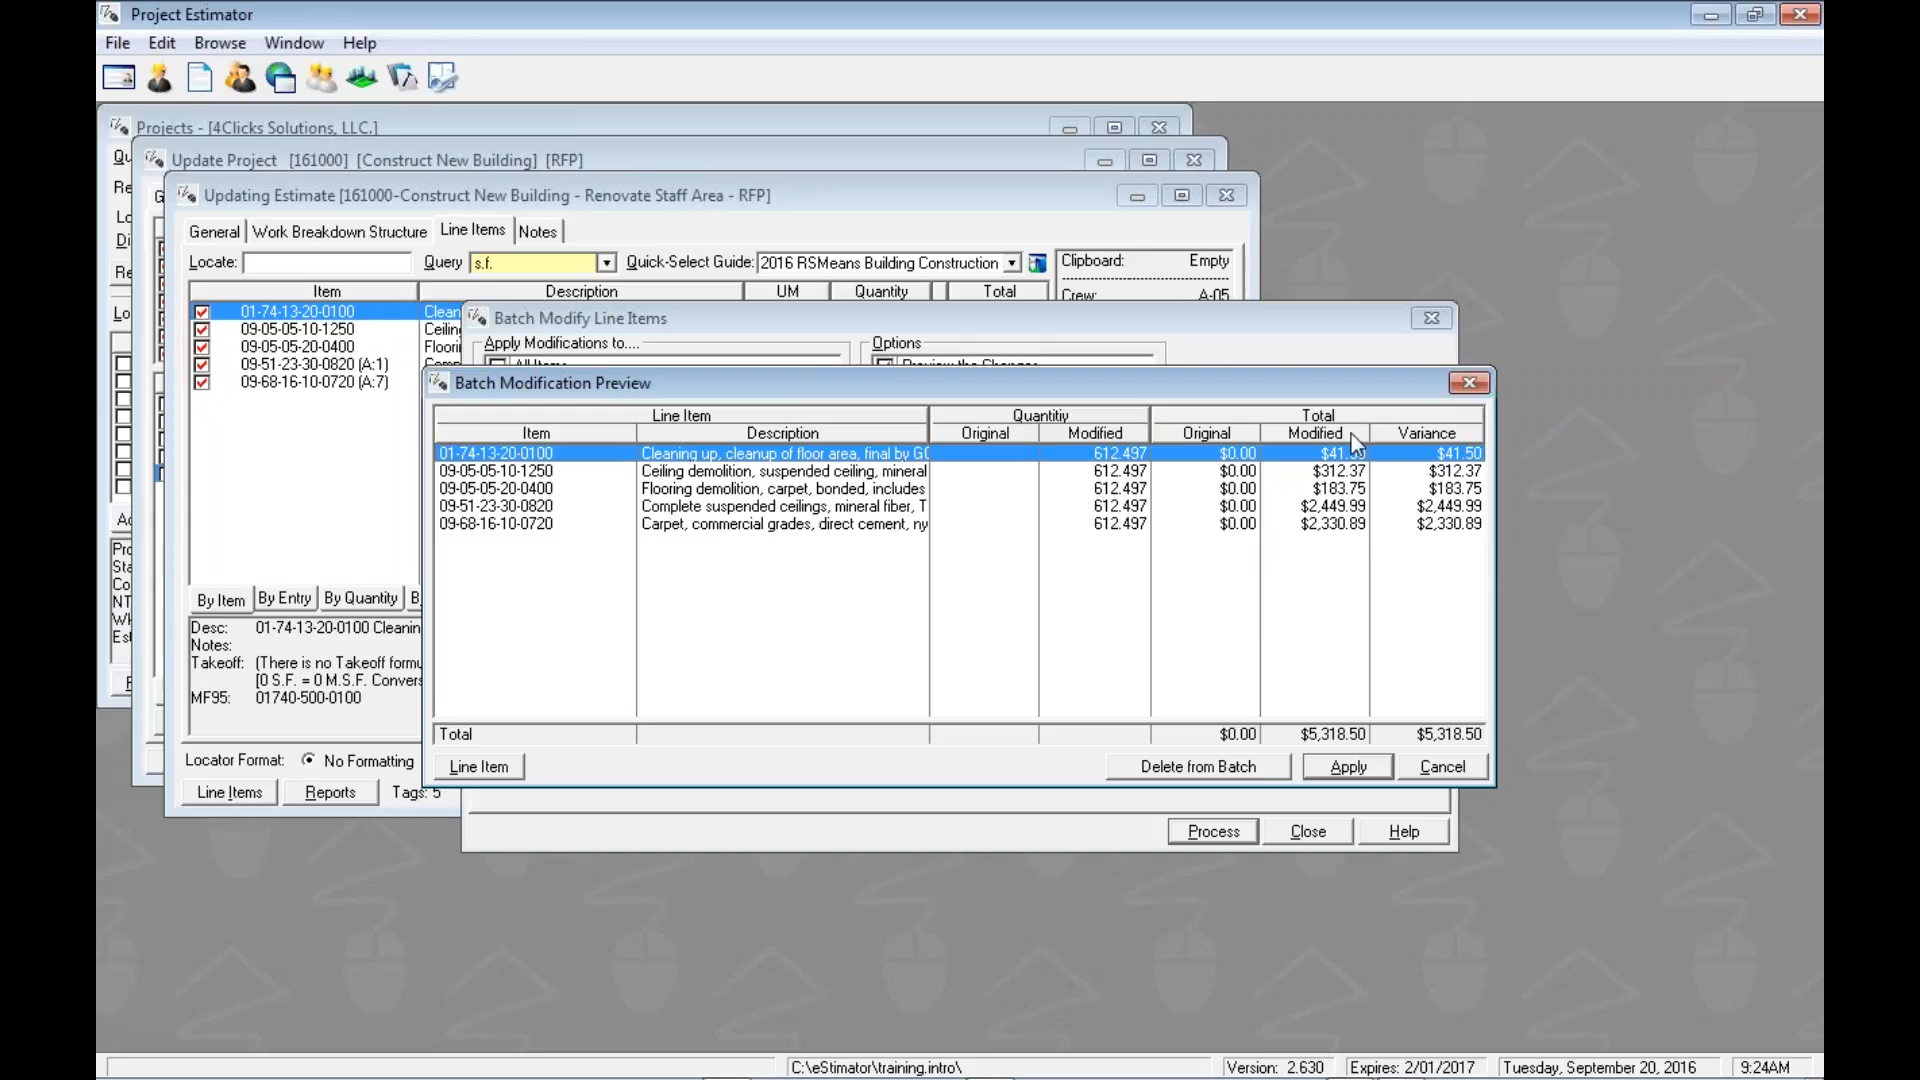 Project Estimator
File Edit Browse Window Help
Projects - [4Clicks Solutions, LLC.]
Update Project [161000] [Construct New Building] [RFP]
Updating Estimate [161000-Construct New Building - Renovate Staff Area - RFP]
General Work Breakdown Structure Line Items Notes
Locate: Query s.f. Quick-Select Guide: 2016 RSMeans Building Construction Clipboard: Empty
Item Description UM Quantity Total Crew: A-05
01-74-13-20-0100 Clean
09-05-05-10-1250 Ceilin
09-05-05-20-0400 Floori
09-51-23-30-0820 (A:1)
09-68-16-10-0720 (A:7)
Batch Modify Line Items
Apply Modifications to.... Options
All Items Preview the Changes
Batch Modification Preview
Line Item Quantitiy Total
Item Description Original Modified Original Modified Variance
01-74-13-20-0100 Cleaning up, cleanup of floor area, final by GC 612.497 $0.00 $41.50 $41.50
09-05-05-10-1250 Ceiling demolition, suspended ceiling, mineral 612.497 $0.00 $312.37 $312.37
09-05-05-20-0400 Flooring demolition, carpet, bonded, includes 612.497 $0.00 $183.75 $183.75
09-51-23-30-0820 Complete suspended ceilings, mineral fiber, T 612.497 $0.00 $2,449.99 $2,449.99
09-68-16-10-0720 Carpet, commercial grades, direct cement, ny 612.497 $0.00 $2,330.89 $2,330.89
Total $0.00 $5,318.50 $5,318.50
Line Item Delete from Batch Apply Cancel
By Item By Entry By Quantity B
Desc: 01-74-13-20-0100 Cleanin
Notes:
Takeoff: (There is no Takeoff formu
[0 S.F. = 0 M.S.F. Convers
MF95: 01740-500-0100
Locator Format: No Formatting
Line Items Reports Tags: 5
Process Close Help
C:\eStimator\training.intro\ Version: 2.630 Expires: 2/01/2017 Tuesday, September 20, 2016 9:24AM